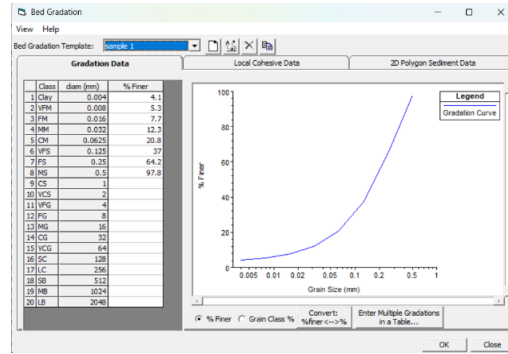 Bed Gradation
View Help
Bed Gradation Template: sample 1
Gradation Data Local Cohesive Data 2D Polygon Sediment Data
Class diam (mm) % Finer
1 Clay 0.004 4.1
2 VFM 0.008 5.3
3 FM 0.016 7.7
4 MM 0.032 12.3
5 CM 0.0625 20.8
6 VFS 0.125 37
7 FS 0.25 64.2
8 MS 0.5 97.8
9 CS 1
10 VCS 2
11 VFG 4
12 FG 8
13 MG 16
14 CG 32
15 VCG 64
16 SC 128
17 LC 256
18 SB 512
19 MB 1024
20 LB 2048
Legend
Gradation Curve
100
80
60
40
20
0
% Finer
0.005 0.01 0.02 0.05 0.1 0.2 0.5 1
Grain Size (mm)
% Finer Grain Class % Convert: %finer<-->% Enter Multiple Gradations in a Table...
OK Close